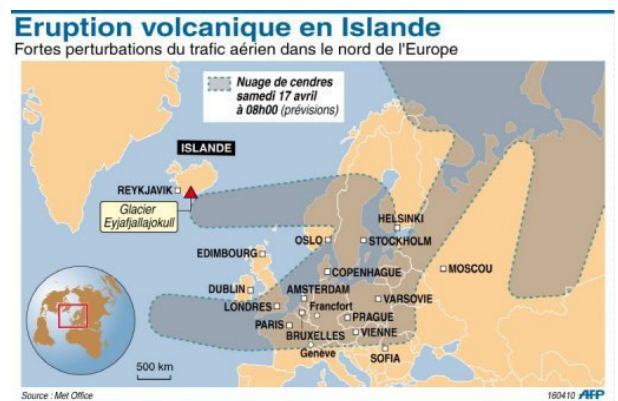 Eruption volcanique en Islande
Fortes perturbations du trafic aérien dans le nord de l'Europe
Nuage de cendres
samedi 17 avril
à 08h00 (prévisions)
ISLANDE
REYKJAVIK
Glacier
Eyjafjallajokull
HELSINKI
OSLO
STOCKHOLM
EDIMBOURG
COPENHAGUE
MOSCOU
DUBLIN
AMSTERDAM
VARSOVIE
LONDRES
Francfort
PRAGUE
PARIS
VIENNE
BRUXELLES
Genève
SOFIA
500 km
Source : Met Office
160410 AFP